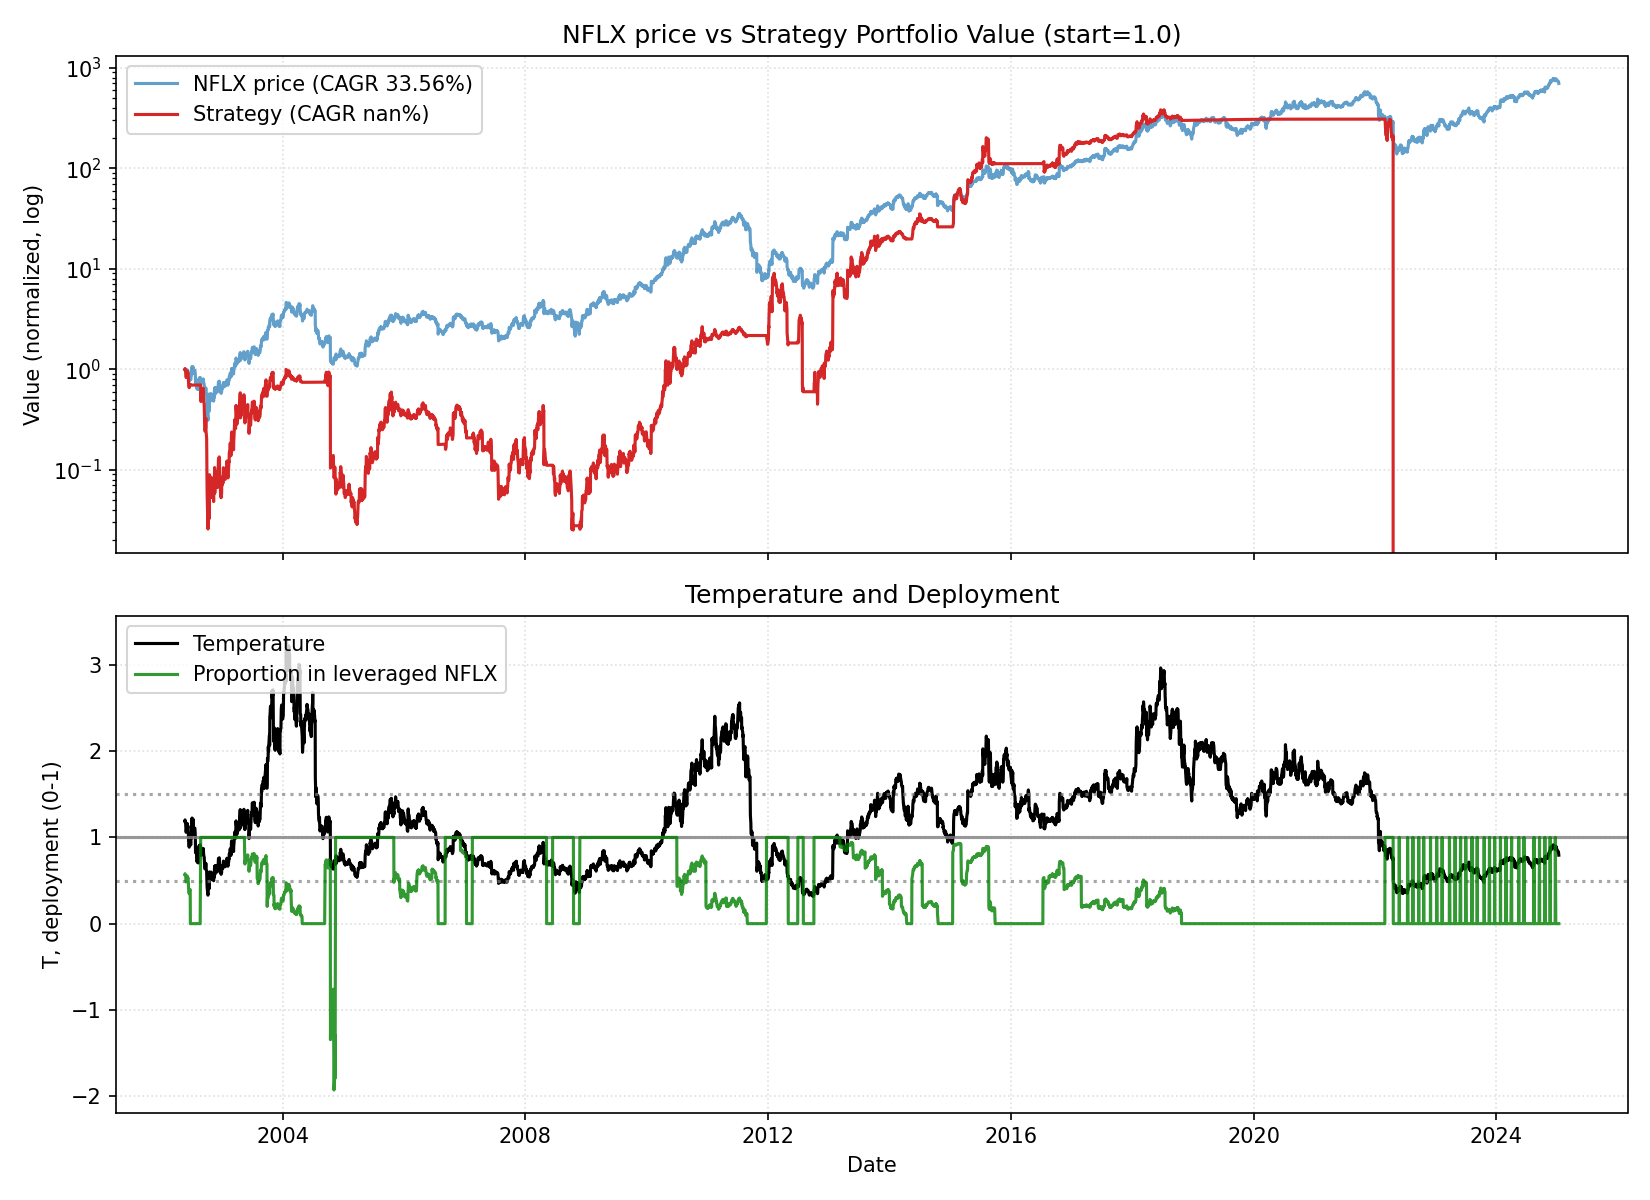 NFLX price vs Strategy Portfolio Value (start=1.0)
NFLX price (CAGR 33.56%)
Strategy (CAGR nan%)
Value (normalized, log)
10³
10²
10¹
10⁰
10⁻¹
Temperature and Deployment
Temperature
Proportion in leveraged NFLX
T, deployment (0-1)
3
2
1
0
−1
−2
2004 2008 2012 2016 2020 2024
Date